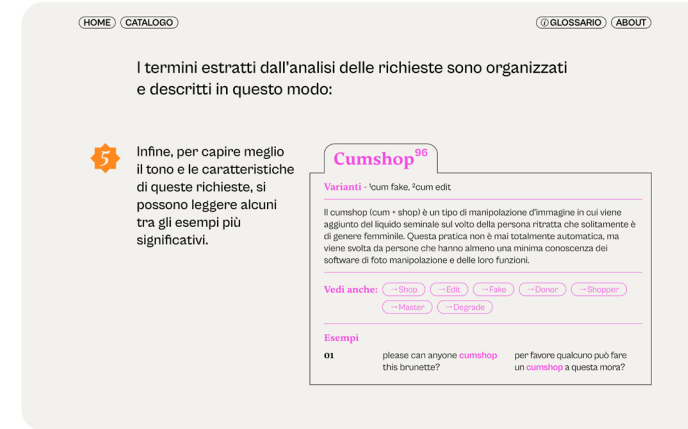 HOME CATALOGO GLOSSARIO ABOUT
I termini estratti dall'analisi delle richieste sono organizzati
e descritti in questo modo:
5
Infine, per capire meglio
il tono e le caratteristiche
di queste richieste, si
possono leggere alcuni
tra gli esempi più
significativi.
Cumshop96
Varianti - ¹cum fake, ²cum edit
Il cumshop (cum + shop) è un tipo di manipolazione d'immagine in cui viene
aggiunto del liquido seminale sul volto della persona ritratta che solitamente è
di genere femminile. Questa pratica non è mai totalmente automatica, ma
viene svolta da persone che hanno almeno una minima conoscenza dei
software di foto manipolazione e delle loro funzioni.
Vedi anche: →Shop →Edit →Fake →Donor →Shopper
→Master →Degrade
Esempi
01
please can anyone cumshop
this brunette?
per favore qualcuno può fare
un cumshop a questa mora?